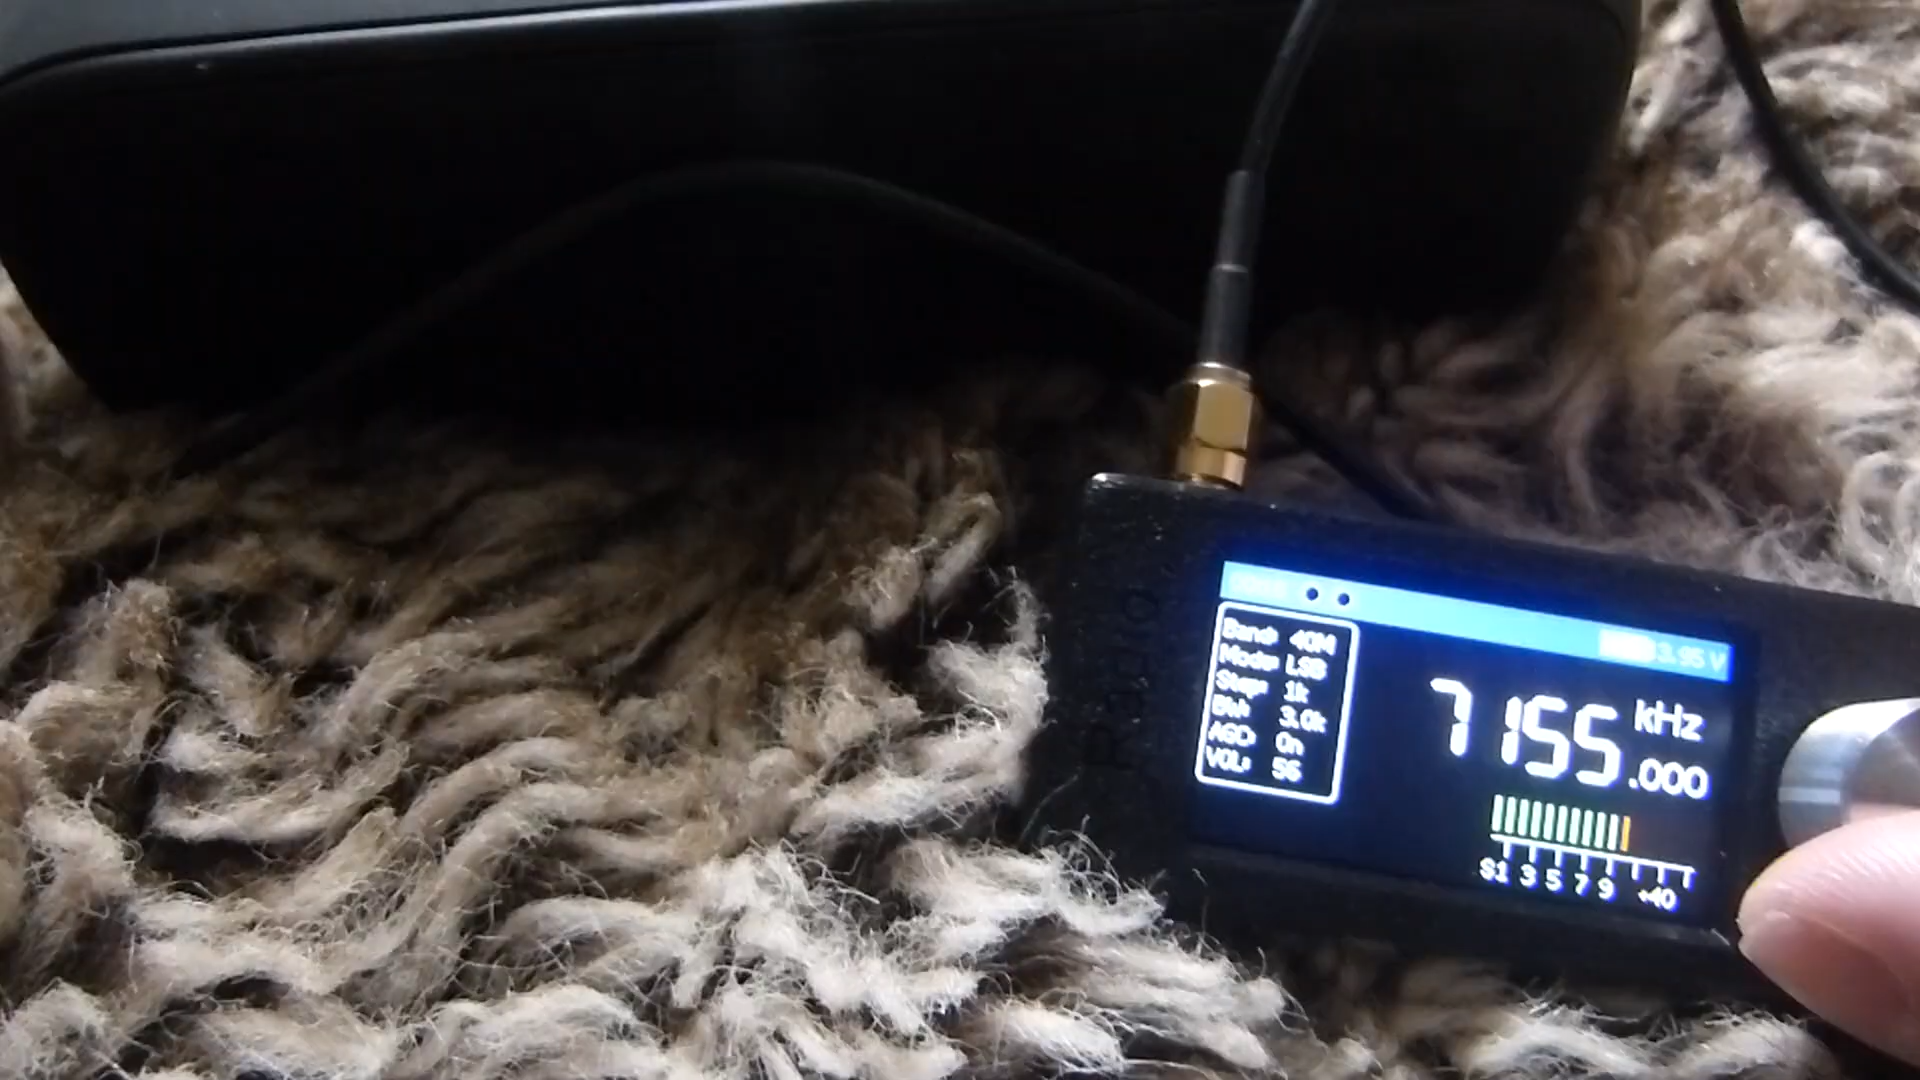 3.95 V
Band: 40M
Mode: LSB
Step: 1k
BW: 3.0k
AGC: On
VOL: 56
7155.000 kHz
S1 3 5 7 9 +40